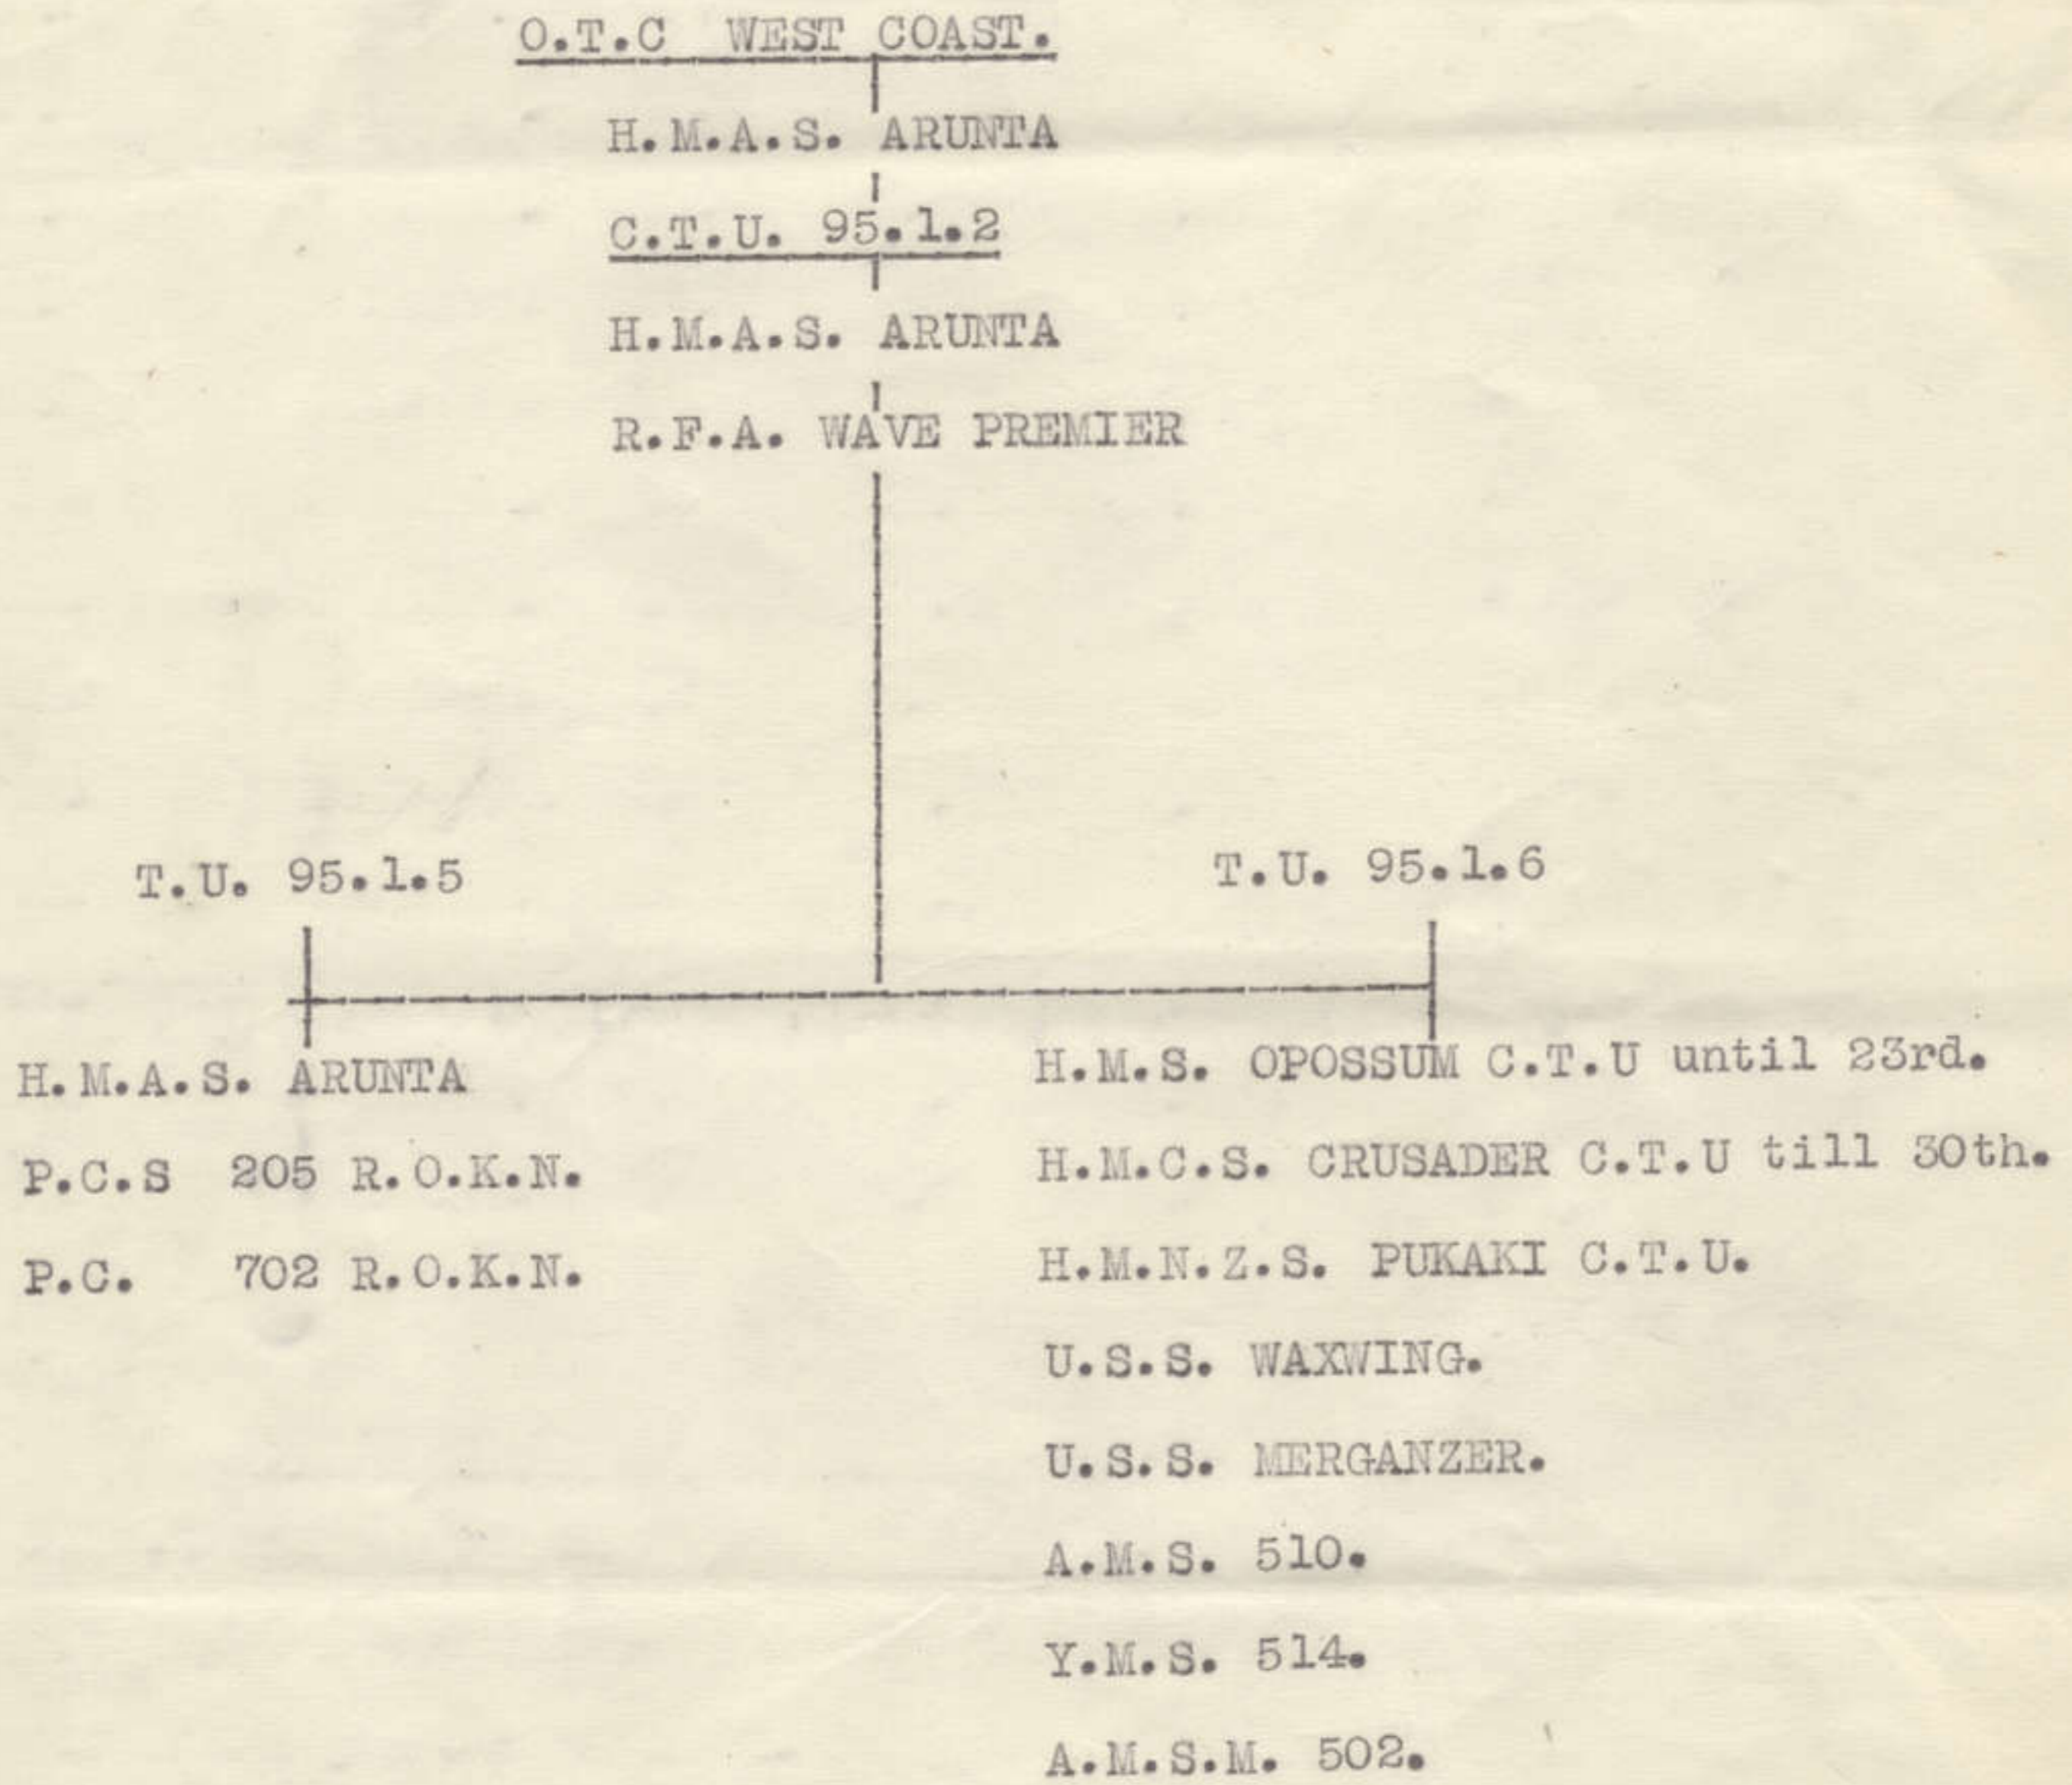 O.T.C WEST COAST.
H.M.A.S. ARUNTA
C.T.U. 95.1.2
H.M.A.S. ARUNTA
R.F.A. WAVE PREMIER
T.U. 95.1.5
T.U. 95.1.6
H.M.A.S. ARUNTA
P.C.S 205 R.O.K.N.
P.C. 702 R.O.K.N.
H.M.S. OPOSSUM C.T.U until 23rd.
H.M.C.S. CRUSADER C.T.U till 30th.
H.M.N.Z.S. PUKAKI C.T.U.
U.S.S. WAXWING.
U.S.S. MERGANZER.
A.M.S. 510.
Y.M.S. 514.
A.M.S.M. 502.